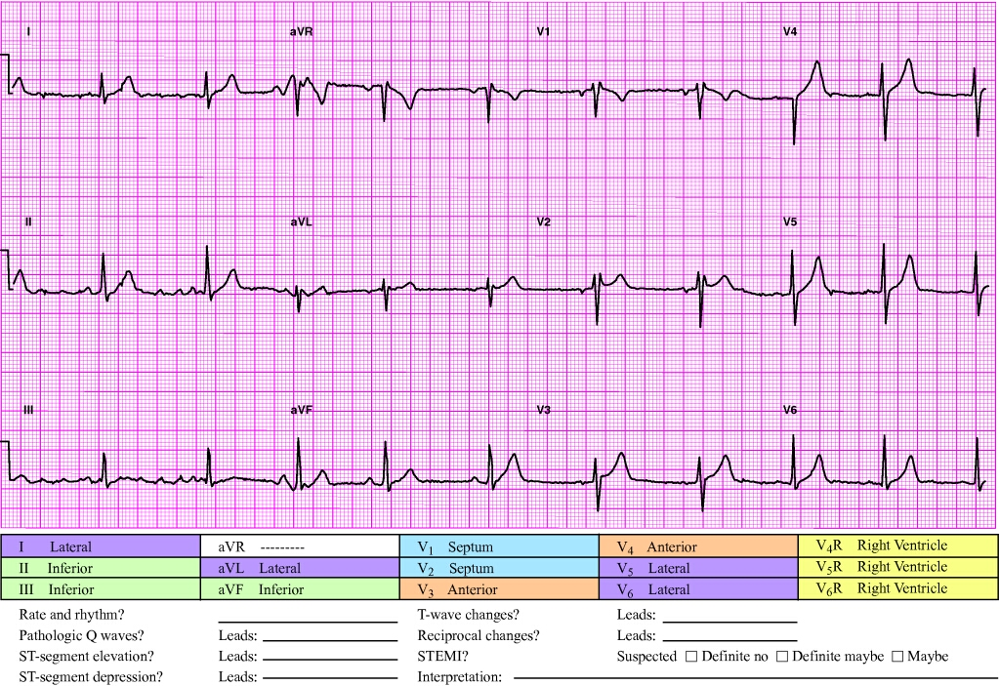 I aVR V1 V4
II aVL V2 V5
III aVF V3 V6
I Lateral aVR --------- V1 Septum V4 Anterior V4R Right Ventricle
II Inferior aVL Lateral V2 Septum V5 Lateral V5R Right Ventricle
III Inferior aVF Inferior V3 Anterior V6 Lateral V6R Right Ventricle
Rate and rhythm? T-wave changes? Leads:
Pathologic Q waves? Leads: Reciprocal changes? Leads:
ST-segment elevation? Leads: STEMI? Suspected □ Definite no □ Definite maybe □ Maybe
ST-segment depression? Leads: Interpretation: